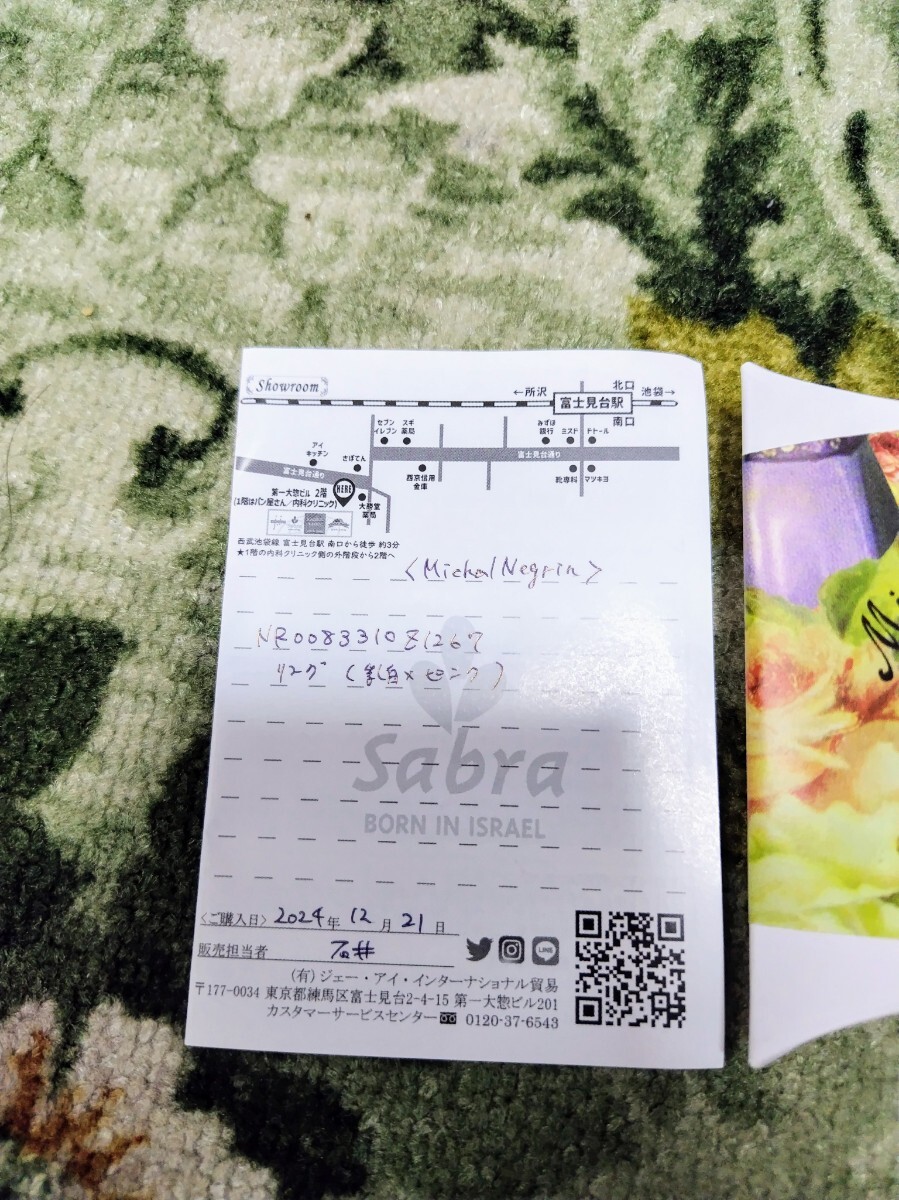 Showroom
←所沢 北口 池袋→
富士見台駅
南口
セブンイレブン スギ薬局 みずほ銀行 ミスド ドトール
アイキッチン さぼてん
富士見台通り
富士見台通り
西京信用金庫 靴専科 マツキヨ
第一大惣ビル 2階 HERE
(1階はパン屋さん/内科クリニック) 大勝堂薬局
西武池袋線 富士見台駅 南口から徒歩 約3分
★1階の内科クリニック側の外階段から2階へ
<Michal Negrin>
NR008331081267
リング (乳白×ピンク)
Sabra
BORN IN ISRAEL
〈ご購入日〉 2024年 12月 21日
販売担当者 石井
LINE
(有) ジェー・アイ・インターナショナル貿易
〒177-0034 東京都練馬区富士見台2-4-15 第一大惣ビル201
カスタマーサービスセンター 0120-37-6543
Mi